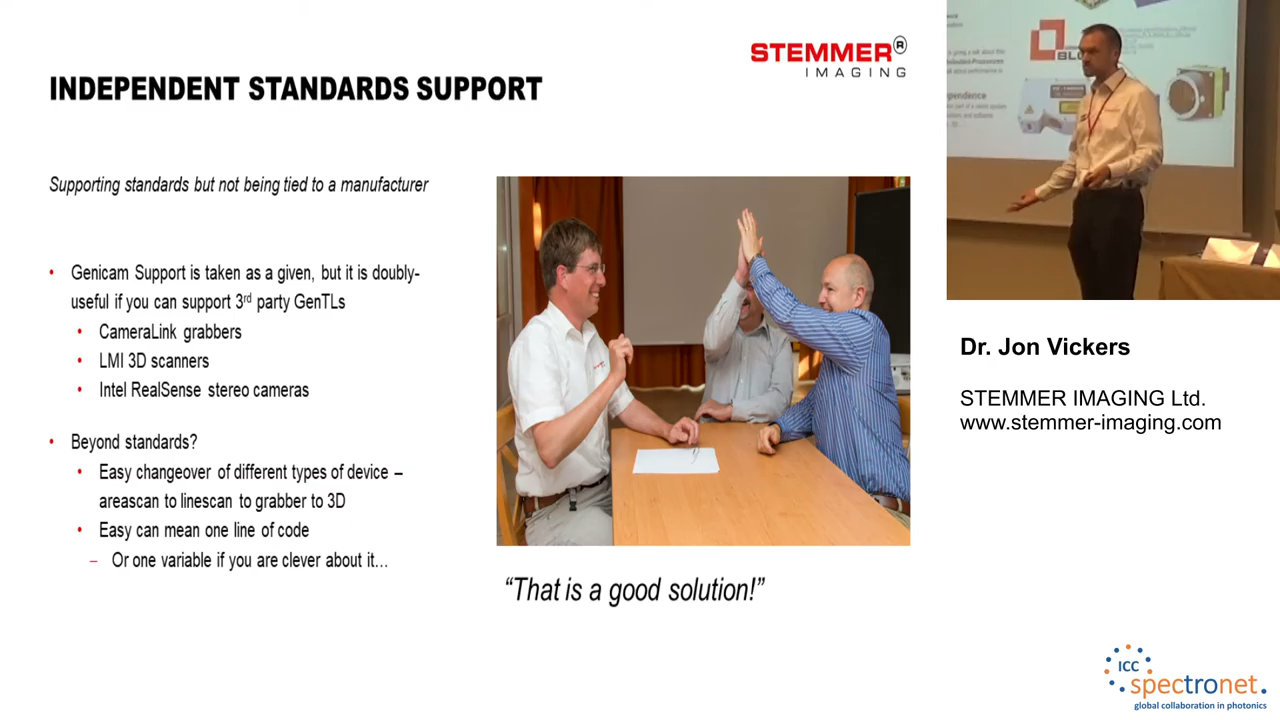 STEMMER®
IMAGING
INDEPENDENT STANDARDS SUPPORT
Supporting standards but not being tied to a manufacturer
• Genicam Support is taken as a given, but it is doubly-
useful if you can support 3rd party GenTLs
• CameraLink grabbers
• LMI 3D scanners
• Intel RealSense stereo cameras
• Beyond standards?
• Easy changeover of different types of device –
areascan to linescan to grabber to 3D
• Easy can mean one line of code
– Or one variable if you are clever about it…
“That is a good solution!”
Dr. Jon Vickers
STEMMER IMAGING Ltd.
www.stemmer-imaging.com
ICC
spectronet.
global collaboration in photonics